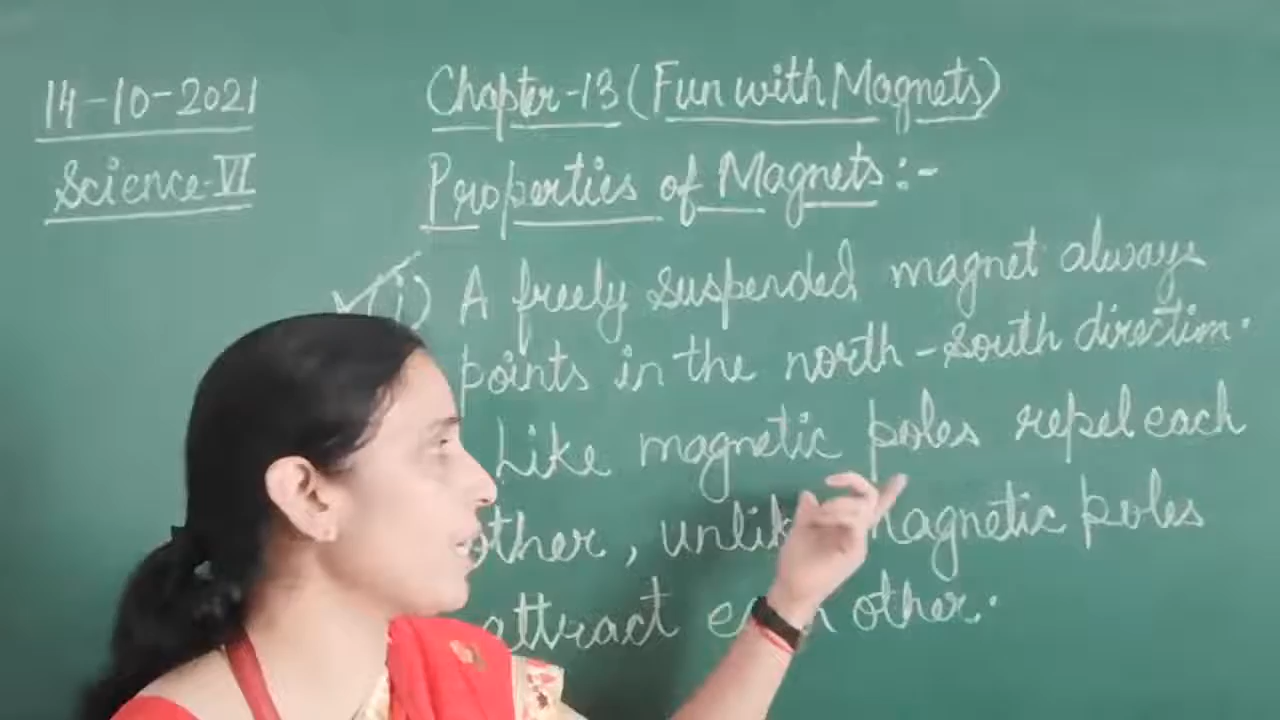 14-10-2021
Science-VI
Chapter-13 (Fun with Magnets)
Properties of Magnets:-
(i) A freely suspended magnet always
points in the north-south direction.
Like magnetic poles repel each
other, magnetic poles
attract other.